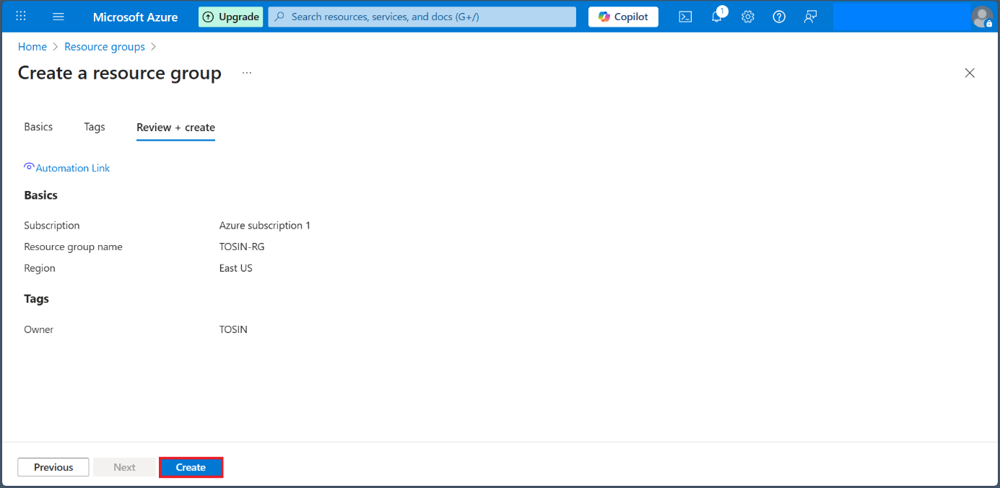 Microsoft Azure Upgrade Search resources, services, and docs (G+/) Copilot 1
Home > Resource groups >
Create a resource group ...
Basics Tags Review + create
Automation Link
Basics
Subscription Azure subscription 1
Resource group name TOSIN-RG
Region East US
Tags
Owner TOSIN
Previous Next Create